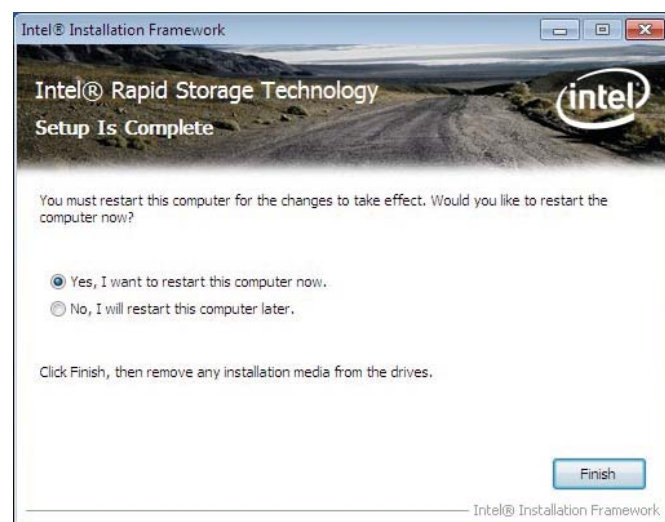 Intel® Installation Framework
Intel® Rapid Storage Technology
Setup Is Complete
intel
You must restart this computer for the changes to take effect. Would you like to restart the
computer now?
Yes, I want to restart this computer now.
No, I will restart this computer later.
Click Finish, then remove any installation media from the drives.
Finish
Intel® Installation Framework